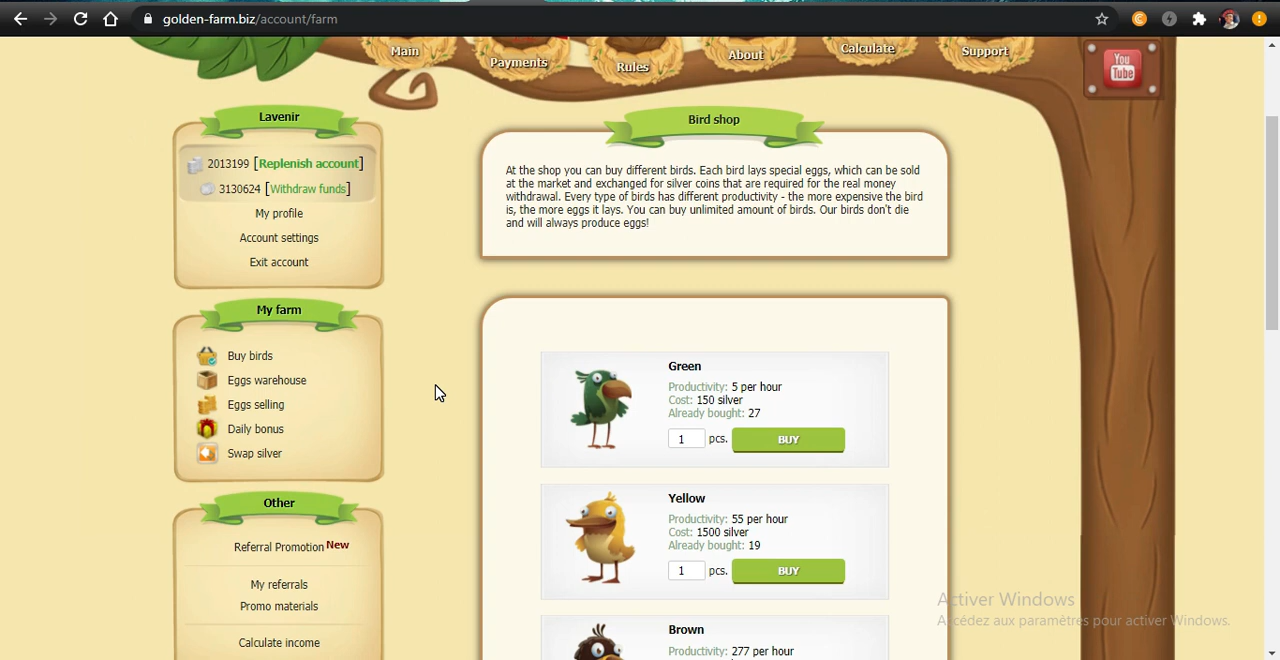 golden-farm.biz/account/farm
Main
Payments
Rules
About
Calculate
Support
You
Tube
Lavenir
2013199 [Replenish account]
3130624 [Withdraw funds]
My profile
Account settings
Exit account
My farm
Buy birds
Eggs warehouse
Eggs selling
Daily bonus
Swap silver
Other
Referral Promotion New
My referrals
Promo materials
Calculate income
Bird shop
At the shop you can buy different birds. Each bird lays special eggs, which can be sold
at the market and exchanged for silver coins that are required for the real money
withdrawal. Every type of birds has different productivity - the more expensive the bird
is, the more eggs it lays. You can buy unlimited amount of birds. Our birds don't die
and will always produce eggs!
Green
Productivity: 5 per hour
Cost: 150 silver
Already bought: 27
1 pcs. BUY
Yellow
Productivity: 55 per hour
Cost: 1500 silver
Already bought: 19
1 pcs. BUY
Brown
Productivity: 277 per hour
Activer Windows
Accédez aux paramètres pour activer Windows.